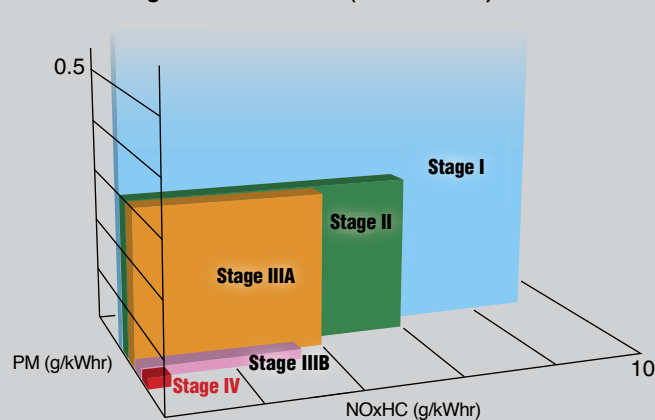 0.5
Stage I
Stage II
Stage IIIA
Stage IIIB
Stage IV
PM (g/kWhr)
NOxHC (g/kWhr)
10